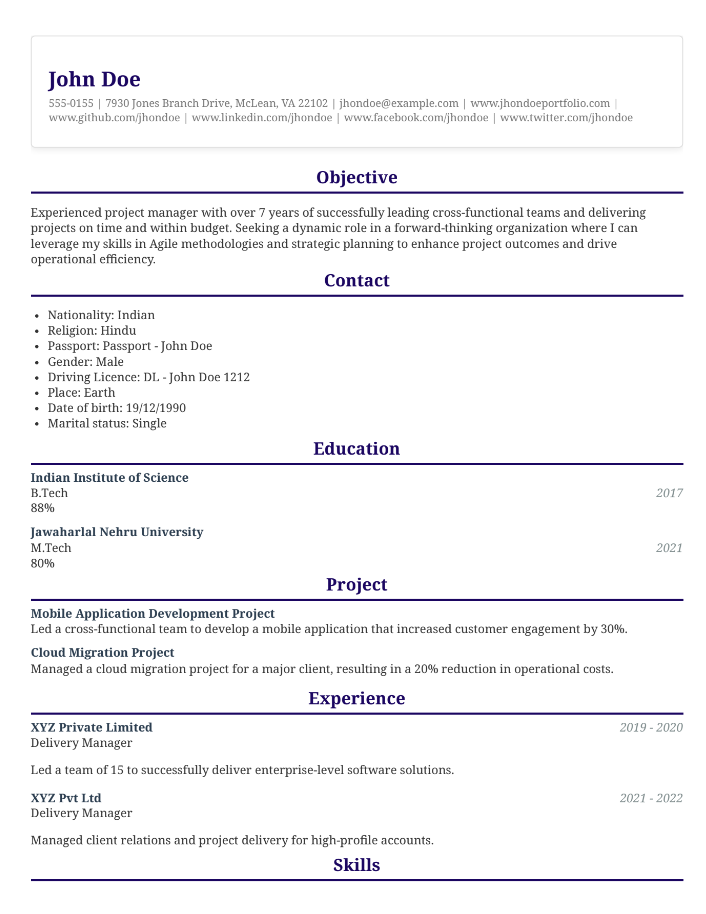 John Doe
555-0155 | 7930 Jones Branch Drive, McLean, VA 22102 | jhondoe@example.com | www.jhondoeportfolio.com |
www.github.com/jhondoe | www.linkedin.com/jhondoe | www.facebook.com/jhondoe | www.twitter.com/jhondoe
Objective
Experienced project manager with over 7 years of successfully leading cross-functional teams and delivering
projects on time and within budget. Seeking a dynamic role in a forward-thinking organization where I can
leverage my skills in Agile methodologies and strategic planning to enhance project outcomes and drive
operational efficiency.
Contact
• Nationality: Indian
• Religion: Hindu
• Passport: Passport - John Doe
• Gender: Male
• Driving Licence: DL - John Doe 1212
• Place: Earth
• Date of birth: 19/12/1990
• Marital status: Single
Education
Indian Institute of Science
B.Tech 2017
88%
Jawaharlal Nehru University
M.Tech 2021
80%
Project
Mobile Application Development Project
Led a cross-functional team to develop a mobile application that increased customer engagement by 30%.
Cloud Migration Project
Managed a cloud migration project for a major client, resulting in a 20% reduction in operational costs.
Experience
XYZ Private Limited 2019 - 2020
Delivery Manager
Led a team of 15 to successfully deliver enterprise-level software solutions.
XYZ Pvt Ltd 2021 - 2022
Delivery Manager
Managed client relations and project delivery for high-profile accounts.
Skills